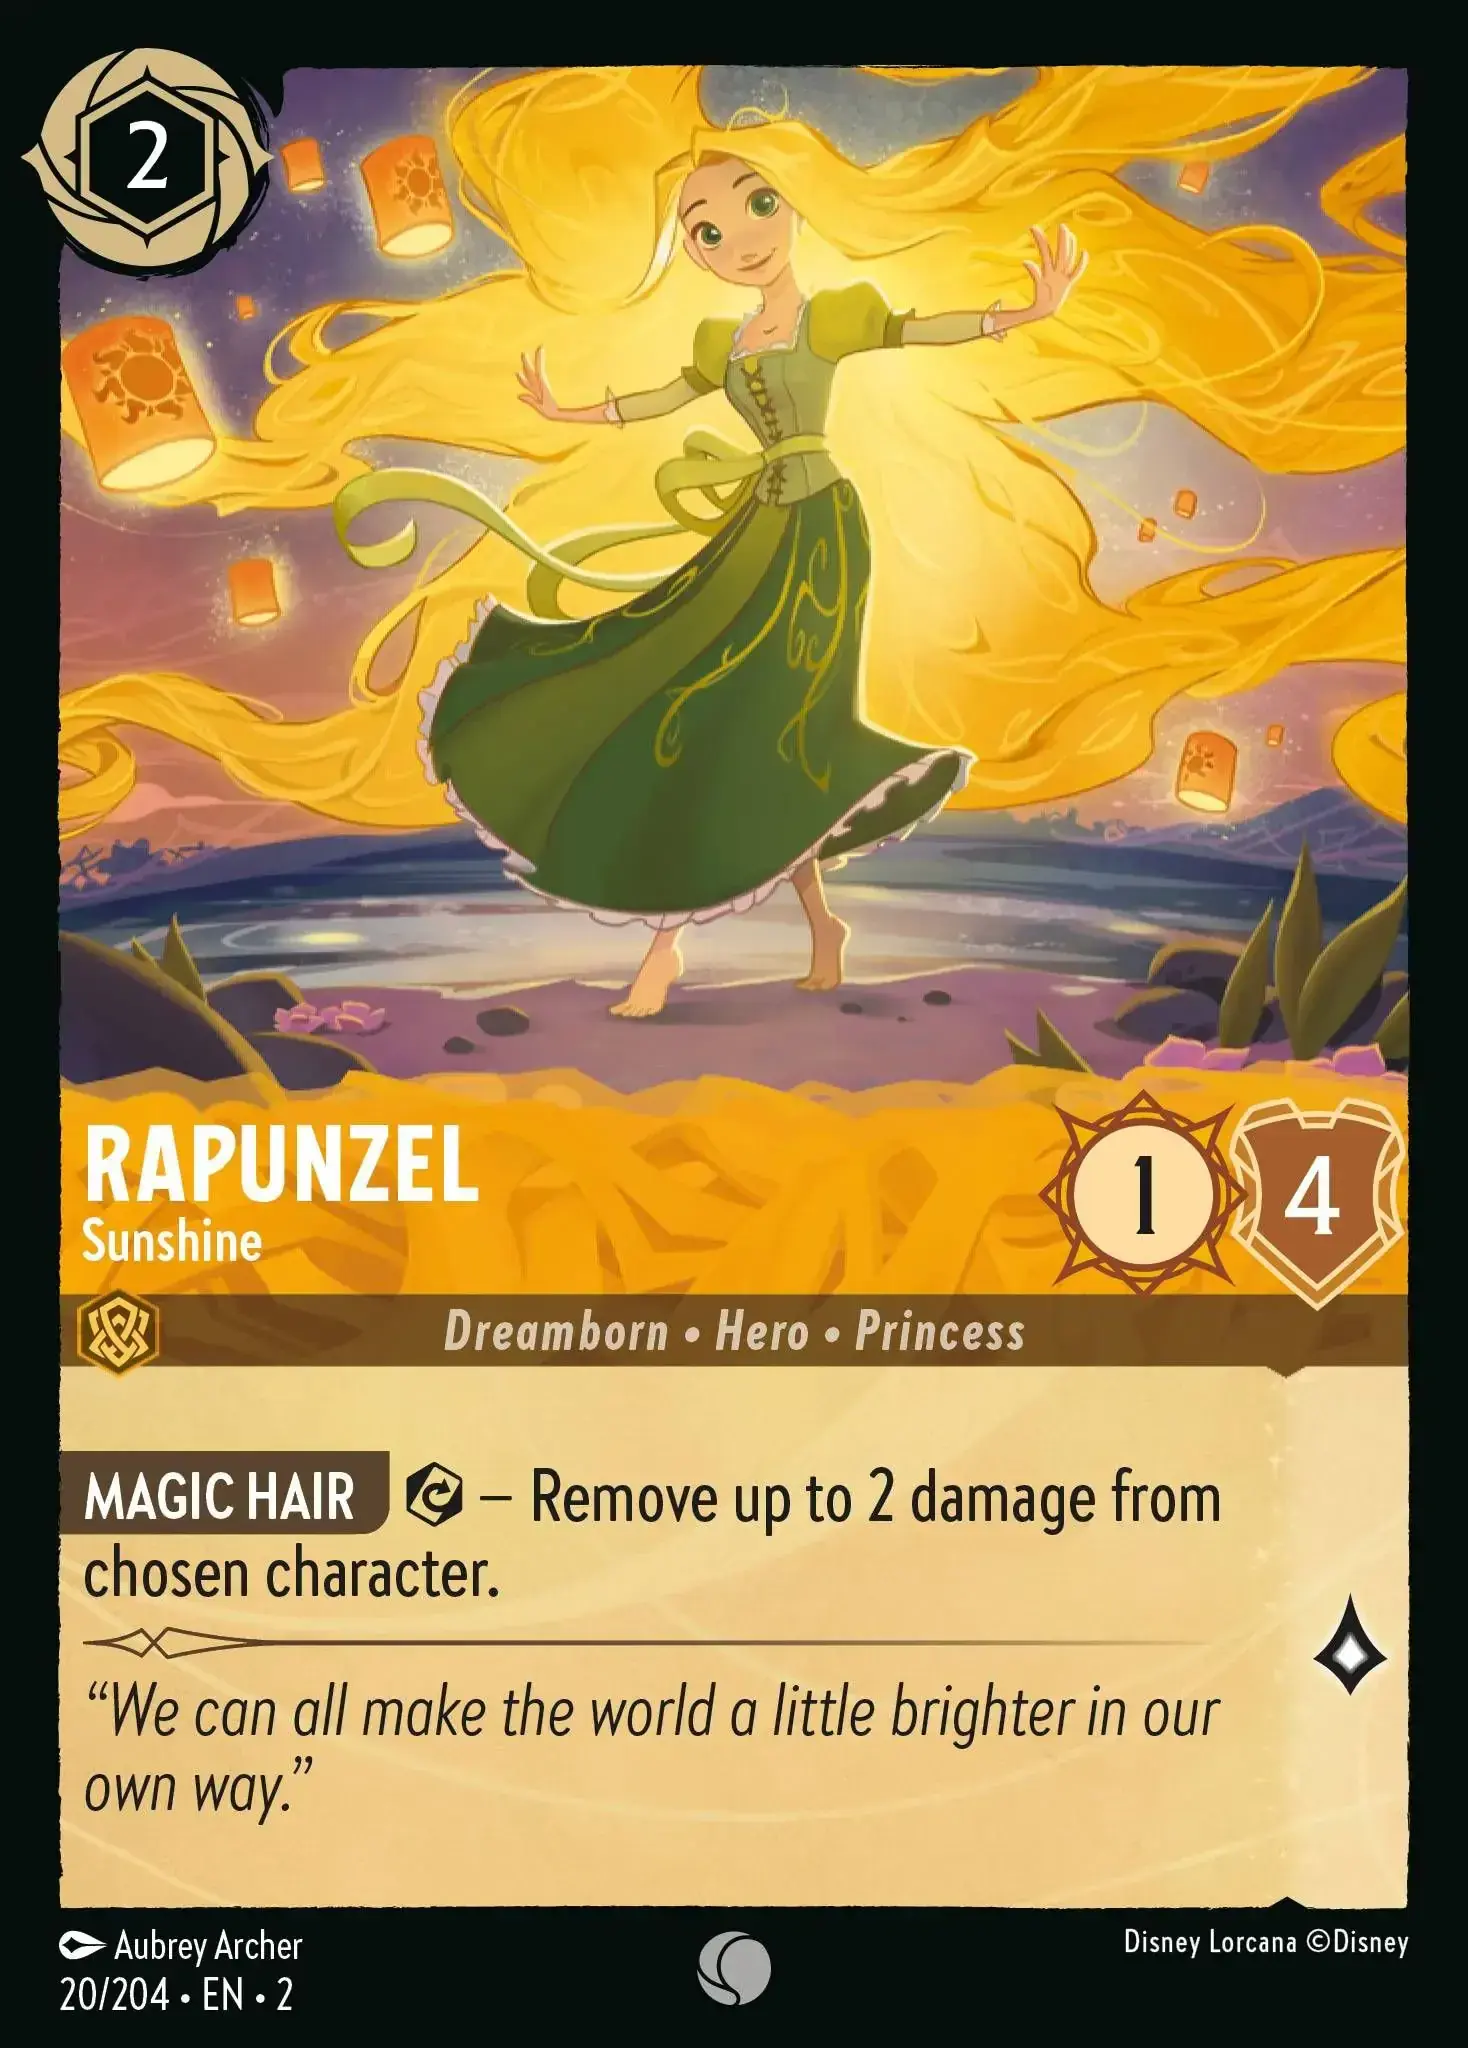 2
RAPUNZEL
Sunshine
1
4
Dreamborn • Hero • Princess
MAGIC HAIR — Remove up to 2 damage from
chosen character.
“We can all make the world a little brighter in our
own way.”
Aubrey Archer
20/204 • EN • 2
Disney Lorcana ©Disney